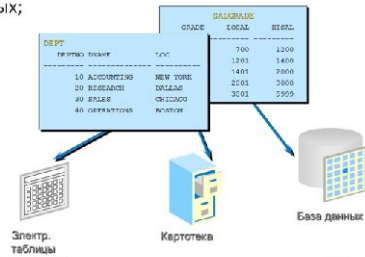 ых;
SALGRADE
GRADE LOSAL HISAL
700 1200
1201 1400
1401 2000
2001 3000
3001 9999
DEPT
DEPTNO DNAME LOC
10 ACCOUNTING NEW YORK
20 RESEARCH DALLAS
30 SALES CHICAGO
40 OPERATIONS BOSTON
Электр.
таблицы
Картотека
База данных